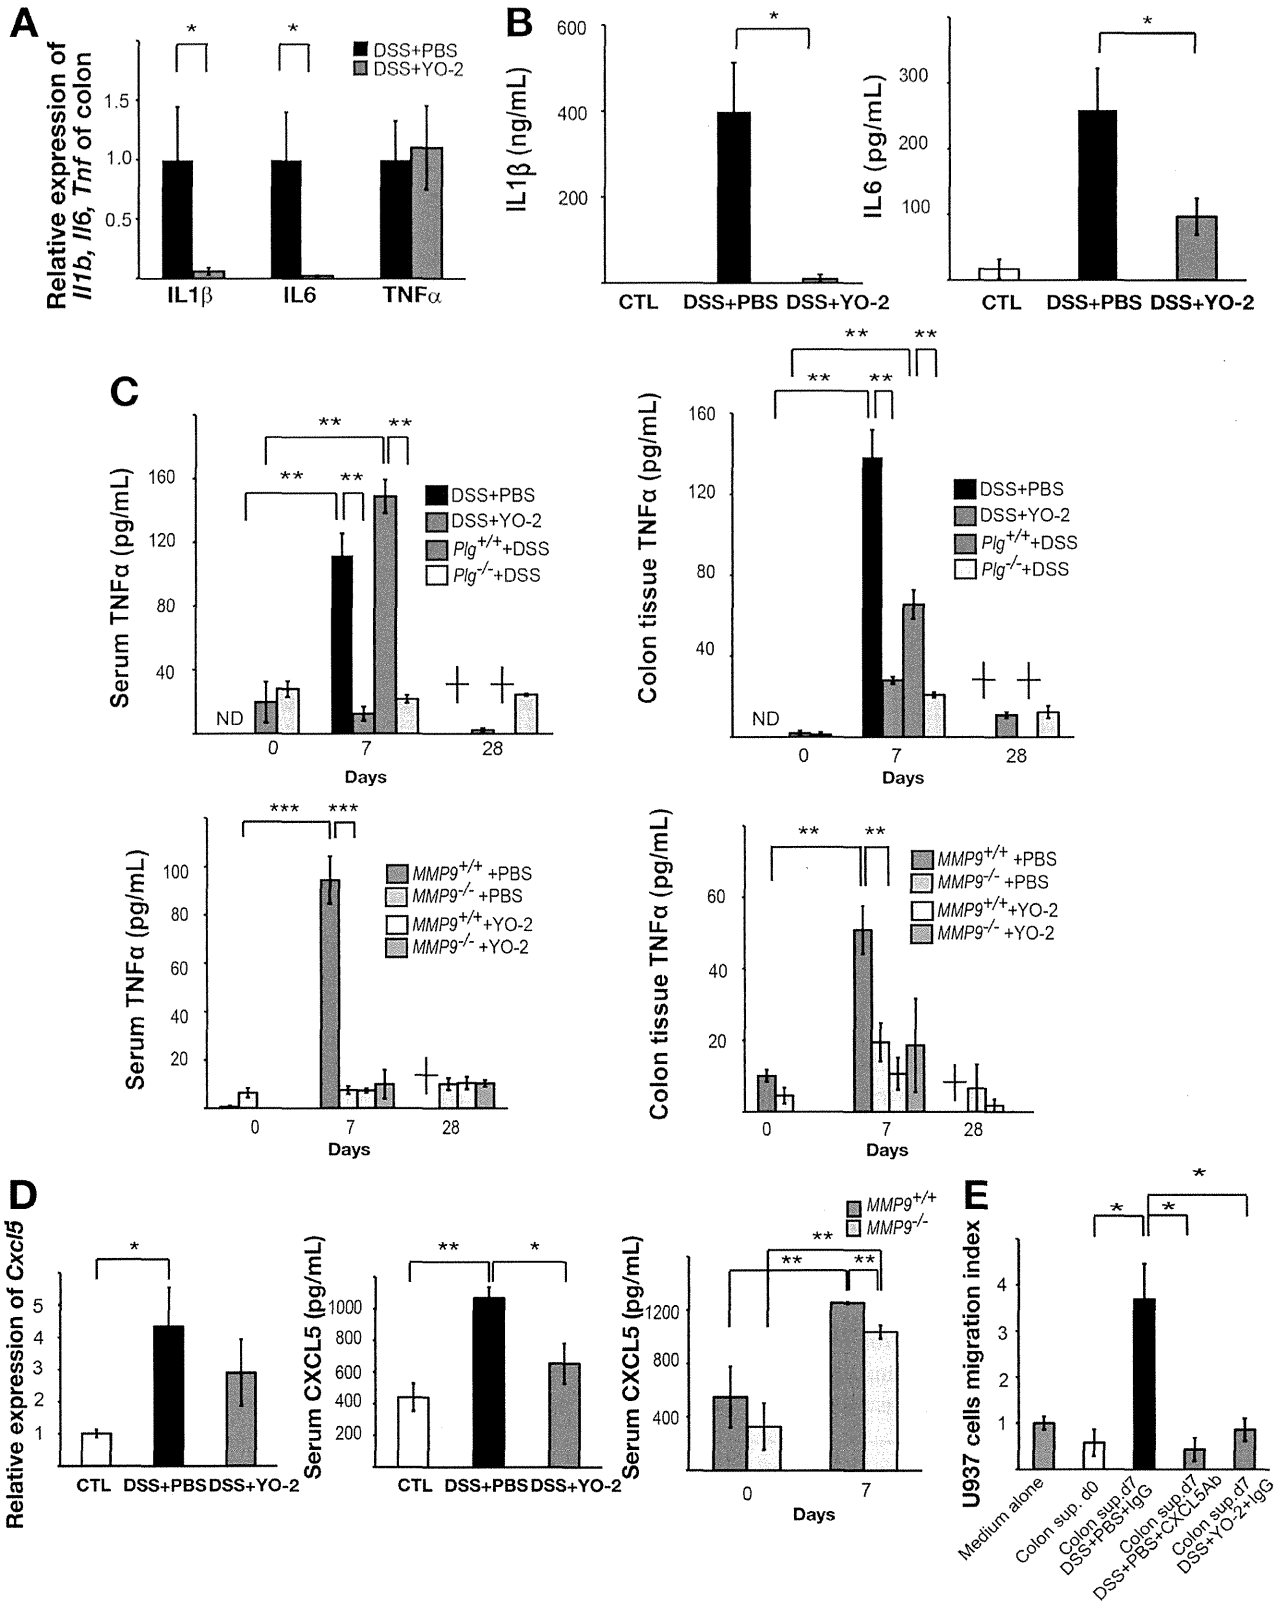 A
Relative expression of
Il1b, Il6, Tnf of colon
1.5
1.0
0.5
*
*
DSS+PBS
DSS+YO-2
IL1β
IL6
TNFα
B
IL1β (ng/mL)
600
400
200
*
CTL
DSS+PBS
DSS+YO-2
IL6 (pg/mL)
300
200
100
*
CTL
DSS+PBS
DSS+YO-2
C
Serum TNFα (pg/mL)
160
120
80
40
**
**
**
**
DSS+PBS
DSS+YO-2
Plg+/++DSS
Plg-/-+DSS
ND
0
7
28
Days
Colon tissue TNFα (pg/mL)
160
120
80
40
**
**
**
**
DSS+PBS
DSS+YO-2
Plg+/++DSS
Plg-/-+DSS
ND
0
7
28
Days
Serum TNFα (pg/mL)
100
80
60
40
20
***
***
MMP9+/+ +PBS
MMP9-/- +PBS
MMP9+/++YO-2
MMP9-/- +YO-2
0
7
28
Days
Colon tissue TNFα (pg/mL)
60
40
20
**
**
MMP9+/+ +PBS
MMP9-/- +PBS
MMP9+/++YO-2
MMP9-/- +YO-2
0
7
28
Days
D
Relative expression of Cxcl5
5
4
3
2
1
*
CTL
DSS+PBS
DSS+YO-2
Serum CXCL5 (pg/mL)
1000
800
600
400
200
**
*
CTL
DSS+PBS
DSS+YO-2
Serum CXCL5 (pg/mL)
1200
800
400
MMP9+/+
MMP9-/-
**
**
**
0
7
Days
E
U937 cells migration index
4
3
2
1
*
*
*
Medium alone
Colon sup. d0
Colon sup.d7
DSS+PBS+IgG
Colon sup.d7
DSS+PBS+CXCL5Ab
Colon sup.d7
DSS+YO-2+IgG